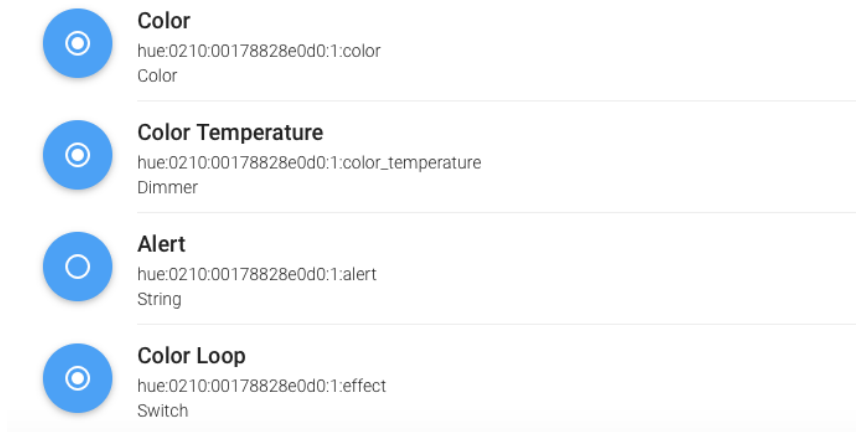 Color
hue:0210:00178828e0d0:1:color
Color
Color Temperature
hue:0210:00178828e0d0:1:color_temperature
Dimmer
Alert
hue:0210:00178828e0d0:1:alert
String
Color Loop
hue:0210:00178828e0d0:1:effect
Switch